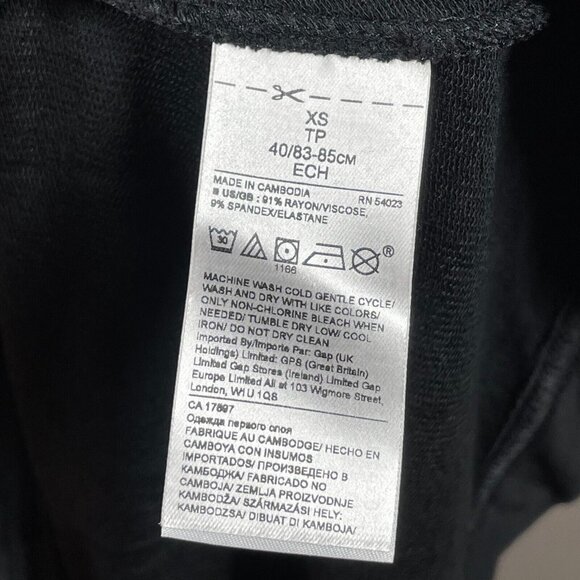 XS
TP
40/83-85CM
ECH
MADE IN CAMBODIA RN 54023
■ US/GB : 91% RAYON/VISCOSE,
9% SPANDEX/ELASTANE
30 ®
1166
MACHINE WASH COLD GENTLE CYCLE/
WASH AND DRY WITH LIKE COLORS/
ONLY NON-CHLORINE BLEACH WHEN
NEEDED/ TUMBLE DRY LOW/ COOL
IRON/ DO NOT DRY CLEAN
Imported By/Importe Par: Gap (UK
Holdings) Limited: GPS (Great Britain)
Limited Gap Stores (Ireland) Limited Gap
Europe Limited All at 103 Wigmore Street,
London, W1U 1QS
CA 17897
Одежда первого слоя
FABRIQUE AU CAMBODGE/ HECHO EN
CAMBOYA CON INSUMOS
IMPORTADOS/ ПРОИЗВЕДЕНО В
КАМБОДЖА/ FABRICADO NO
CAMBOJA/ ZEMLJA PROIZVODNJE
KAMBODŽA/ SZÁRMAZÁSI HELY:
KAMBODZSA/ DIBUAT DI KAMBOJA/